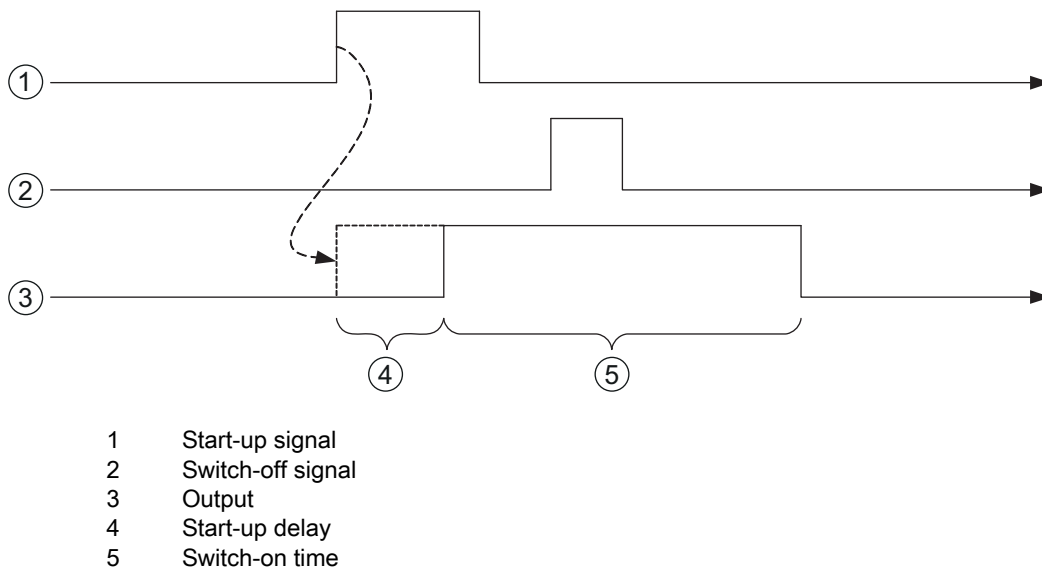 1
2
3
4
5
1 Start-up signal
2 Switch-off signal
3 Output
4 Start-up delay
5 Switch-on time